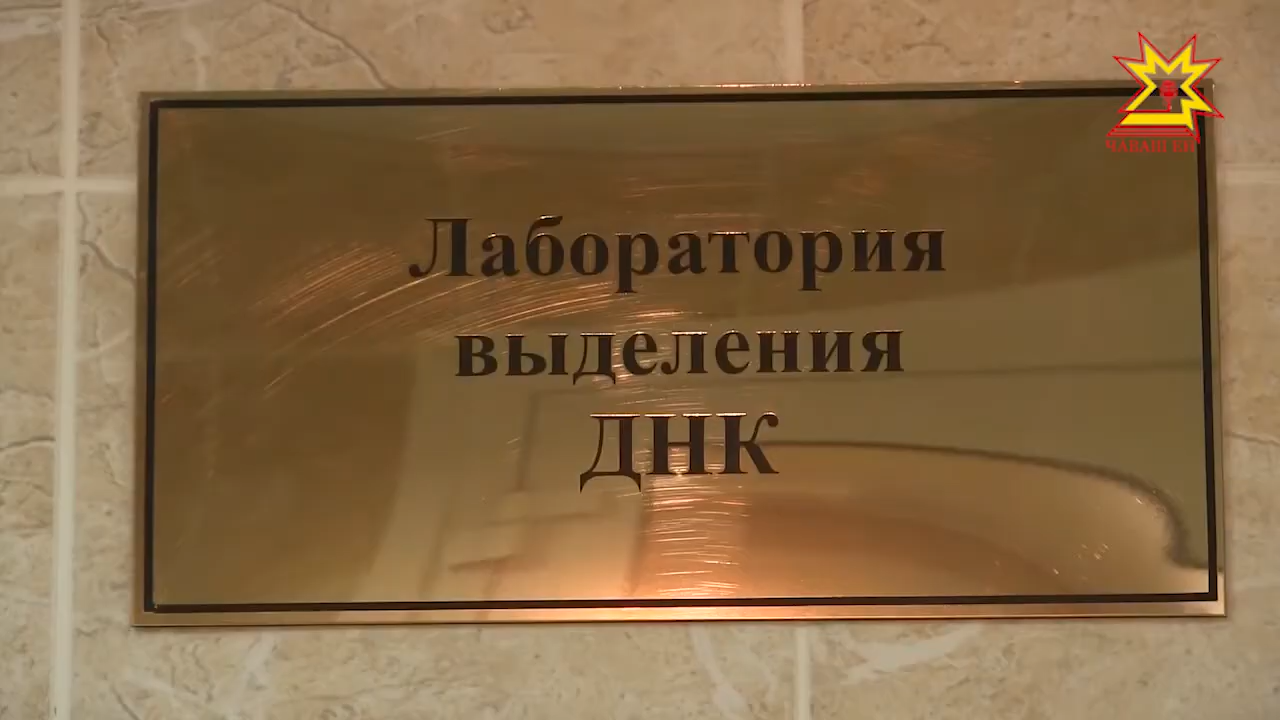 Лаборатория
выделения
ДНК